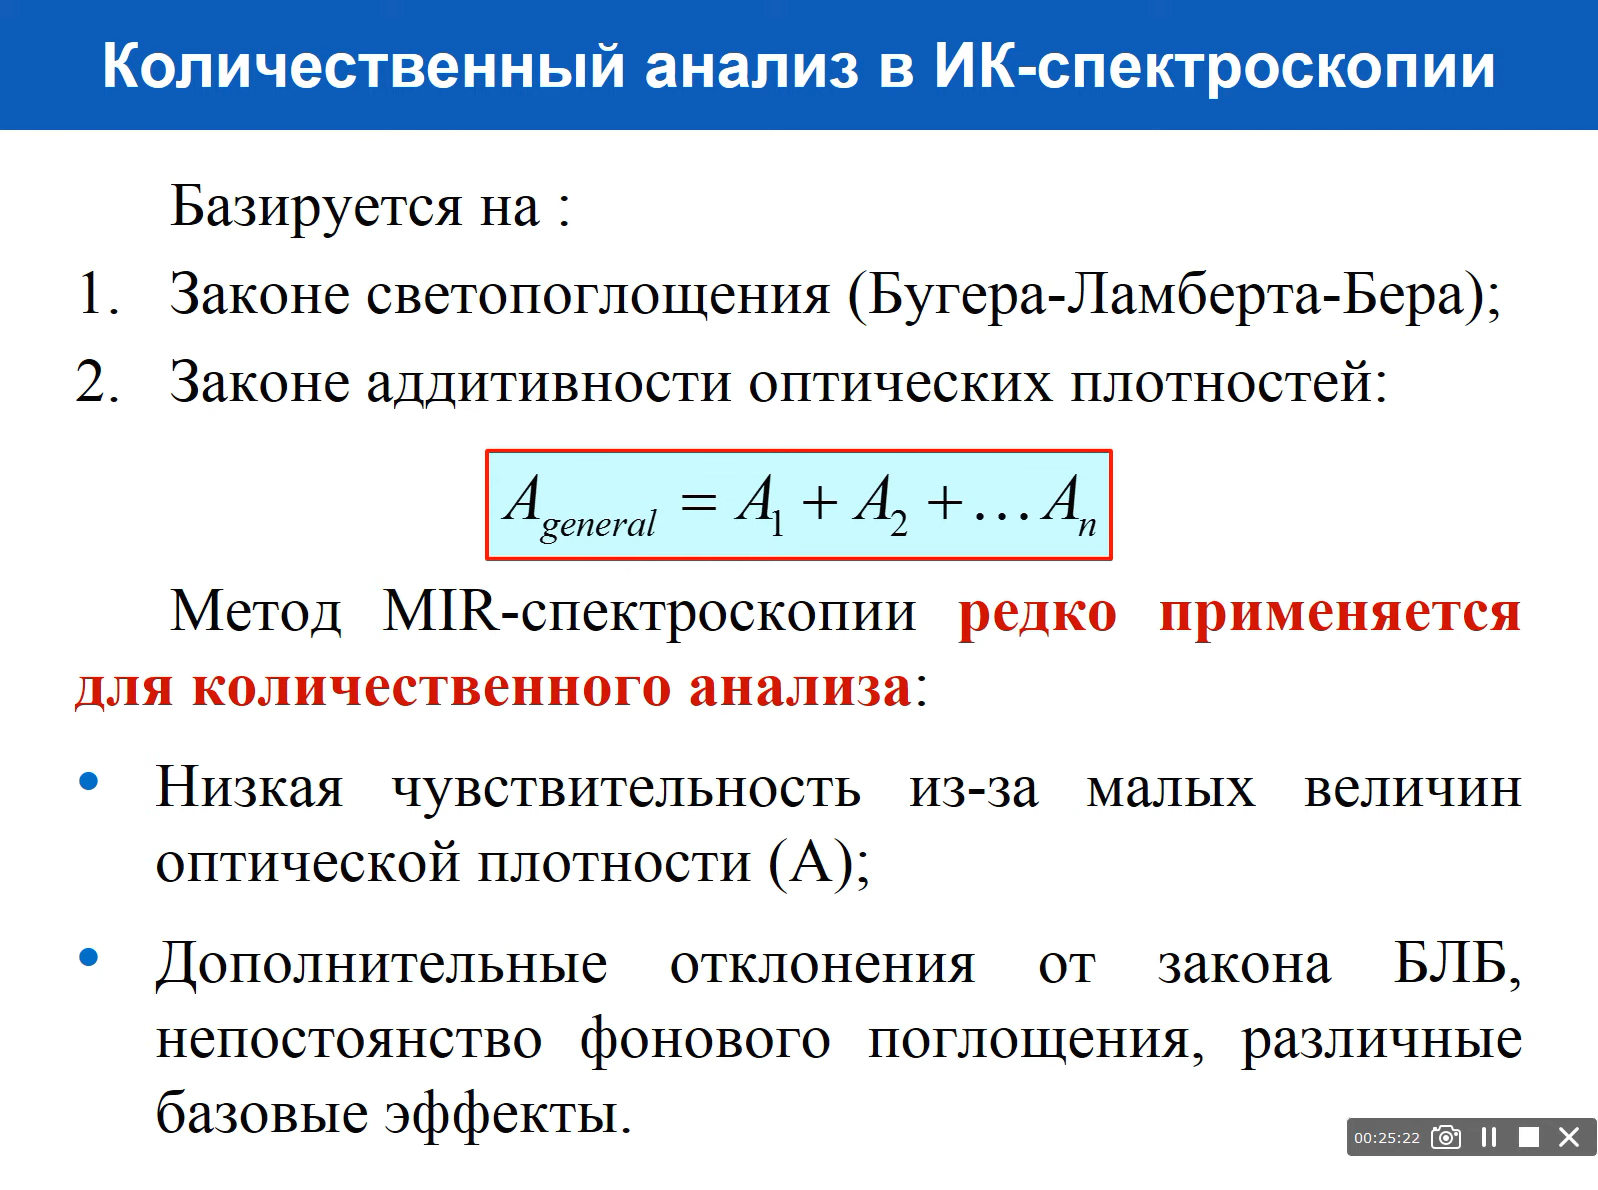 Количественный анализ в ИК-спектроскопии
Базируется на :
1. Законе светопоглощения (Бугера-Ламберта-Бера);
2. Законе аддитивности оптических плотностей:
A_general = A_1 + A_2 + ... A_n
Метод MIR-спектроскопии редко применяется
для количественного анализа:
• Низкая чувствительность из-за малых величин
оптической плотности (А);
• Дополнительные отклонения от закона БЛБ,
непостоянство фонового поглощения, различные
базовые эффекты.
00:25:22